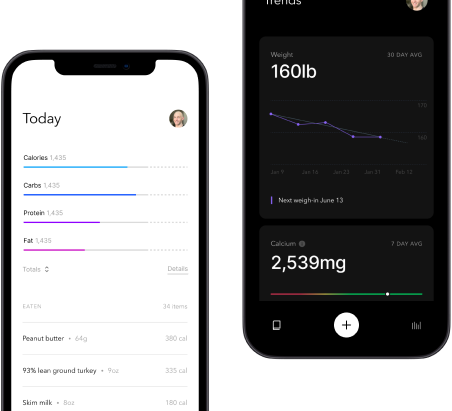 Today
Calories 1,435
Carbs 1,435
Protein 1,435
Fat 1,435
Totals
Details
EATEN 34 items
Peanut butter • 64g 380 cal
93% lean ground turkey • 9oz 335 cal
Skim milk • 8oz 180 cal
Trends
Weight 30 DAY AVG
160lb
170
160
Jan 9 Jan 16 Jan 23 Jan 31 Feb 12
Next weigh-in June 13
Calcium 7 DAY AVG
2,539mg